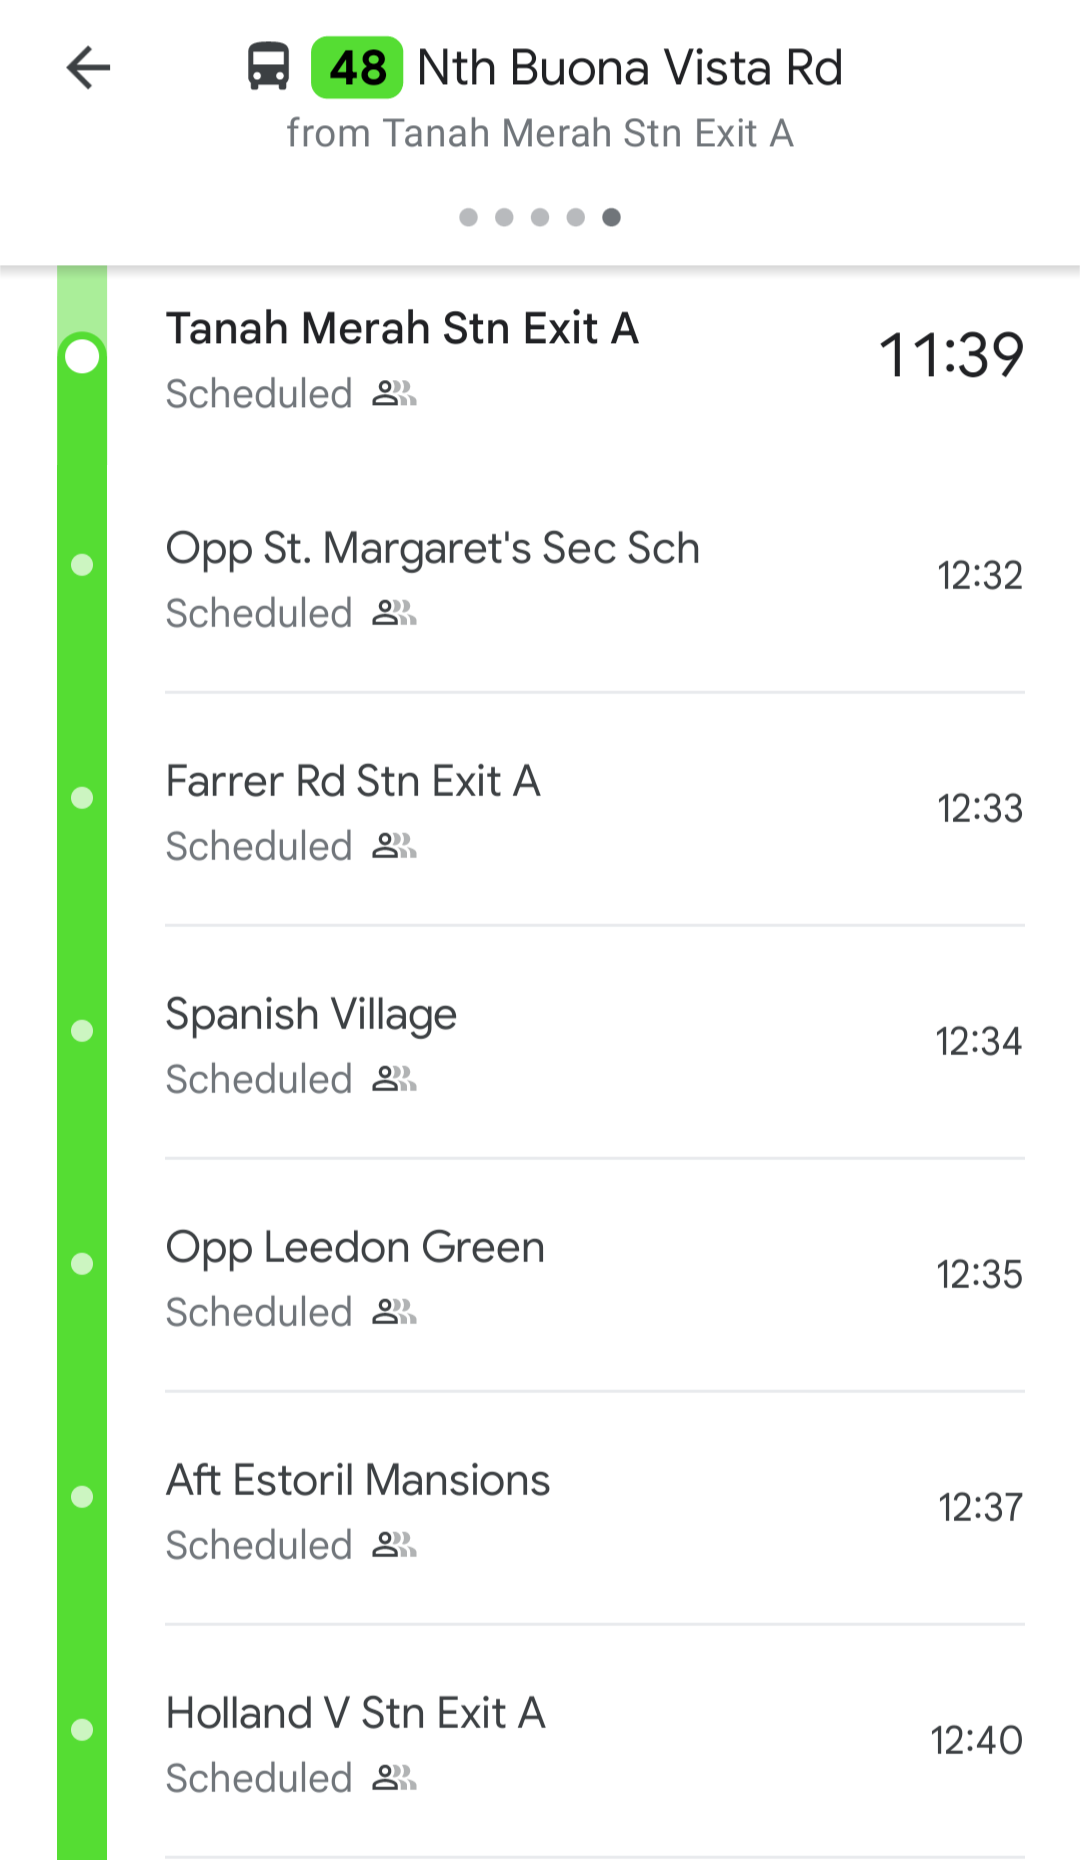 48 Nth Buona Vista Rd
from Tanah Merah Stn Exit A
Tanah Merah Stn Exit A
11:39
Scheduled
Opp St. Margaret's Sec Sch
12:32
Scheduled
Farrer Rd Stn Exit A
12:33
Scheduled
Spanish Village
12:34
Scheduled
Opp Leedon Green
12:35
Scheduled
Aft Estoril Mansions
12:37
Scheduled
Holland V Stn Exit A
12:40
Scheduled